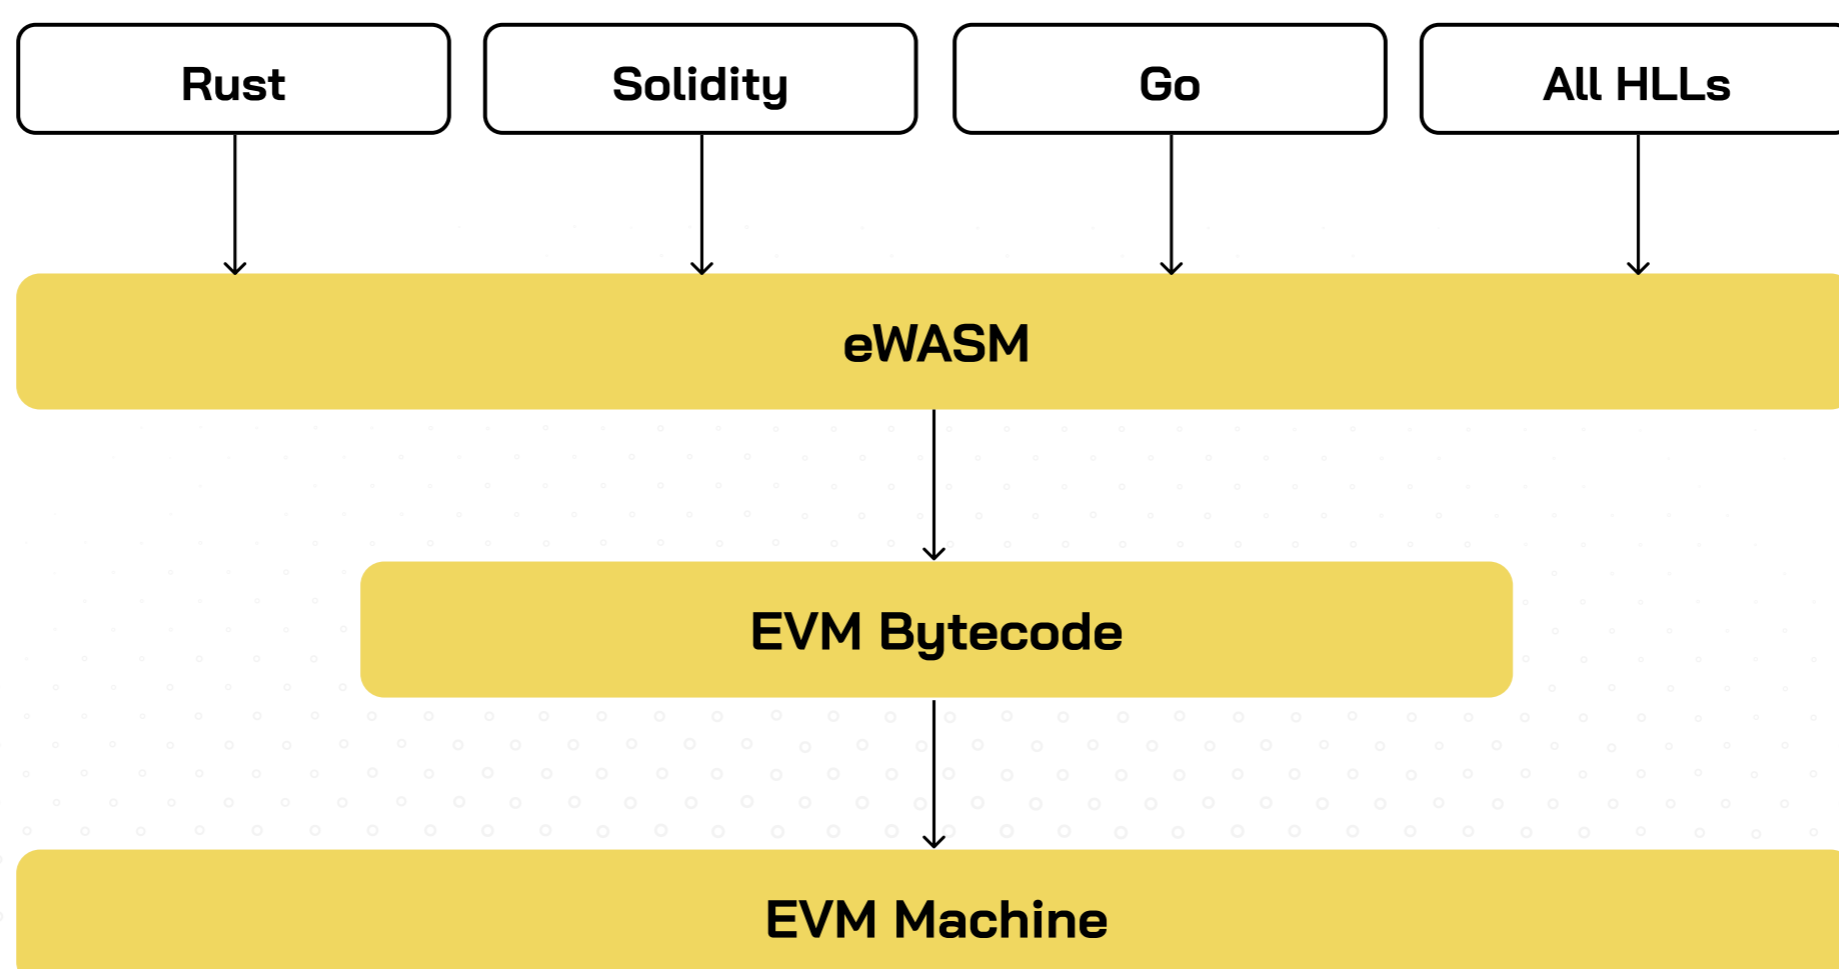 Rust
Solidity
Go
All HLLs
eWASM
EVM Bytecode
EVM Machine